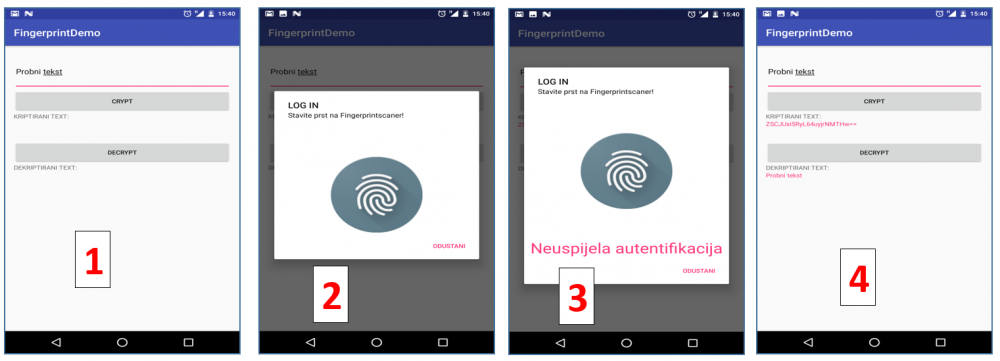 15:40
FingerprintDemo
Probni tekst
CRYPT
KRIPTIRANI TEXT:
DECRYPT
DEKRIPTIRANI TEXT:
1
15:40
FingerprintDemo
Probni tekst
LOG IN
Stavite prst na Fingerprintscaner!
ODUSTANI
2
15:40
FingerprintDemo
LOG IN
Stavite prst na Fingerprintscaner!
Neuspijela autentifikacija
ODUSTANI
3
15:40
FingerprintDemo
Probni tekst
CRYPT
KRIPTIRANI TEXT:
DECRYPT
DEKRIPTIRANI TEXT:
Probni tekst
4